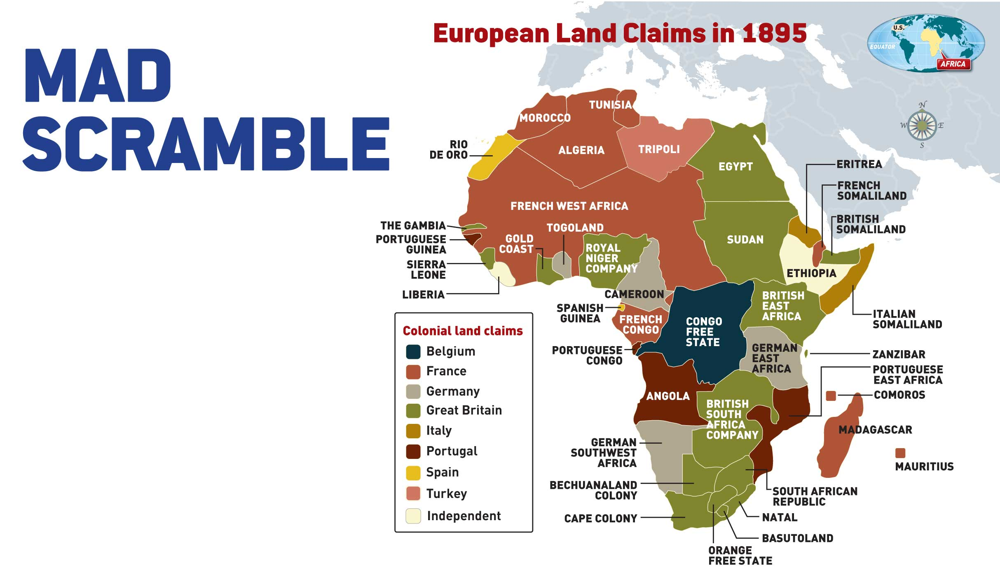 MAD
SCRAMBLE
European Land Claims in 1895
U.S.
EQUATOR
AFRICA
N
W
E
S
TUNISIA
MOROCCO
RIO
DE ORO
ALGERIA
TRIPOLI
EGYPT
ERITREA
FRENCH
SOMALILAND
FRENCH WEST AFRICA
BRITISH
SOMALILAND
THE GAMBIA
TOGOLAND
PORTUGUESE
GUINEA
GOLD
COAST
SUDAN
ROYAL
NIGER
COMPANY
SIERRA
LEONE
ETHIOPIA
LIBERIA
CAMEROON
BRITISH
EAST
AFRICA
SPANISH
GUINEA
FRENCH
CONGO
CONGO
FREE
STATE
ITALIAN
SOMALILAND
PORTUGUESE
CONGO
GERMAN
EAST
AFRICA
ZANZIBAR
PORTUGUESE
EAST AFRICA
ANGOLA
COMOROS
BRITISH
SOUTH
AFRICA
COMPANY
MADAGASCAR
GERMAN
SOUTHWEST
AFRICA
MAURITIUS
BECHUANALAND
COLONY
SOUTH AFRICAN
REPUBLIC
CAPE COLONY
NATAL
BASUTOLAND
ORANGE
FREE STATE
Colonial land claims
Belgium
France
Germany
Great Britain
Italy
Portugal
Spain
Turkey
Independent